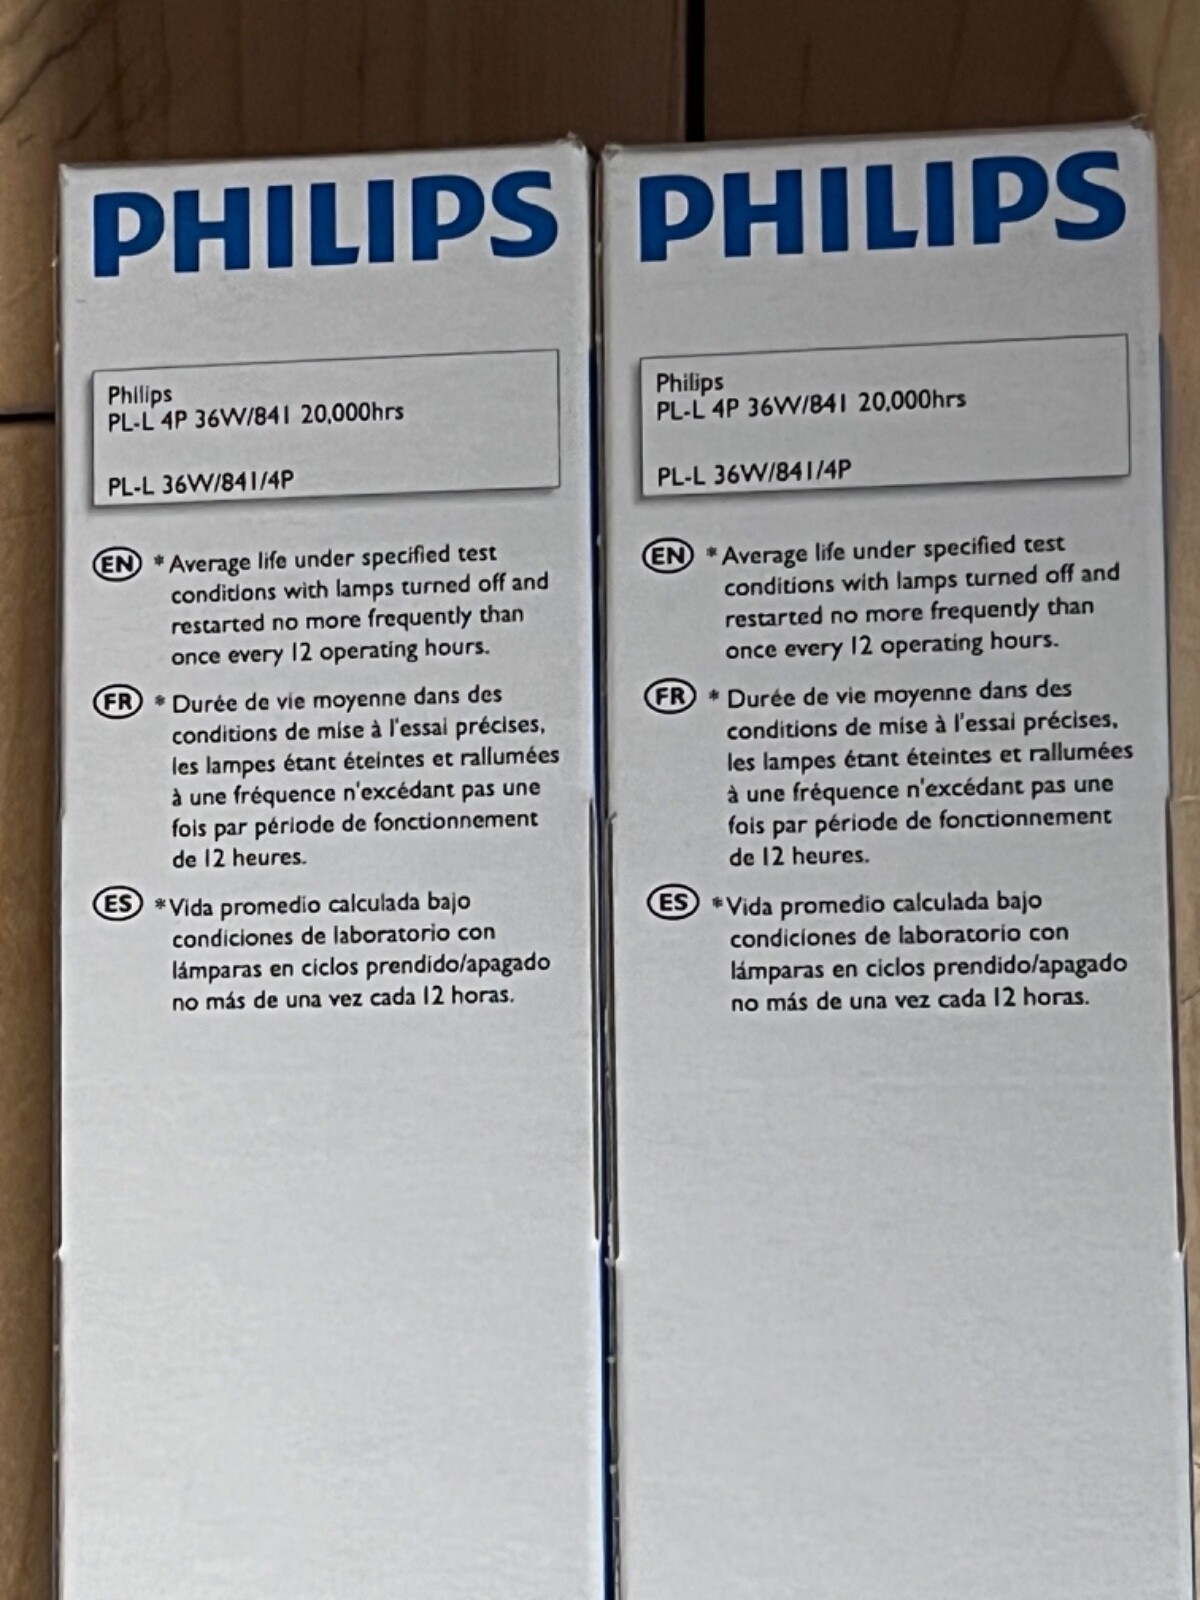 PHILIPS
Philips
PL-L 4P 36W/841 20,000hrs
PL-L 36W/841/4P
EN * Average life under specified test
conditions with lamps turned off and
restarted no more frequently than
once every 12 operating hours.
FR * Durée de vie moyenne dans des
conditions de mise à l'essai précises,
les lampes étant éteintes et rallumées
à une fréquence n'excédant pas une
fois par période de fonctionnement
de 12 heures.
ES *Vida promedio calculada bajo
condiciones de laboratorio con
lámparas en ciclos prendido/apagado
no más de una vez cada 12 horas.
PHILIPS
Philips
PL-L 4P 36W/841 20,000hrs
PL-L 36W/841/4P
EN * Average life under specified test
conditions with lamps turned off and
restarted no more frequently than
once every 12 operating hours.
FR * Durée de vie moyenne dans des
conditions de mise à l'essai précises,
les lampes étant éteintes et rallumées
à une fréquence n'excédant pas une
fois par période de fonctionnement
de 12 heures.
ES *Vida promedio calculada bajo
condiciones de laboratorio con
lámparas en ciclos prendido/apagado
no más de una vez cada 12 horas.